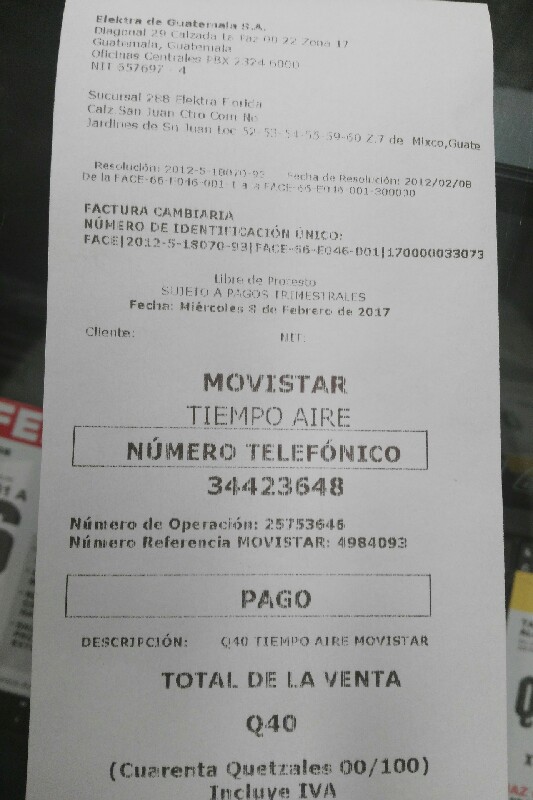 Elektra de Guatemala S.A.
Diagonal 29 Calzada la Paz 00-22 Zona 17
Guatemala, Guatemala
Oficinas Centrales PBX 2324 6000
NIT 557697 - 4
Sucursal 288 Elektra Florida
Calz San Juan Ctro Com No
Jardines de Sn Juan Loc 52-53-54-55-59-60 Z.7 de Mixco,Guate
Resolución: 2012-5-18070-93 Fecha de Resolución: 2012/02/08
De la FACE-66-E046-001 1 a FACE-66-E046-001-300000
FACTURA CAMBIARIA
NÚMERO DE IDENTIFICACIÓN ÚNICO:
FACE|2012-5-18070-93|FACE-66-E046-001|170000033073
Libre de Protesto
SUJETO A PAGOS TRIMESTRALES
Fecha: Miércoles 8 de Febrero de 2017
Cliente: NIT:
MOVISTAR
TIEMPO AIRE
NÚMERO TELEFÓNICO
34423648
Número de Operación: 25753646
Número Referencia MOVISTAR: 4984093
PAGO
DESCRIPCIÓN: Q40 TIEMPO AIRE MOVISTAR
TOTAL DE LA VENTA
Q40
(Cuarenta Quetzales 00/100)
Incluye IVA